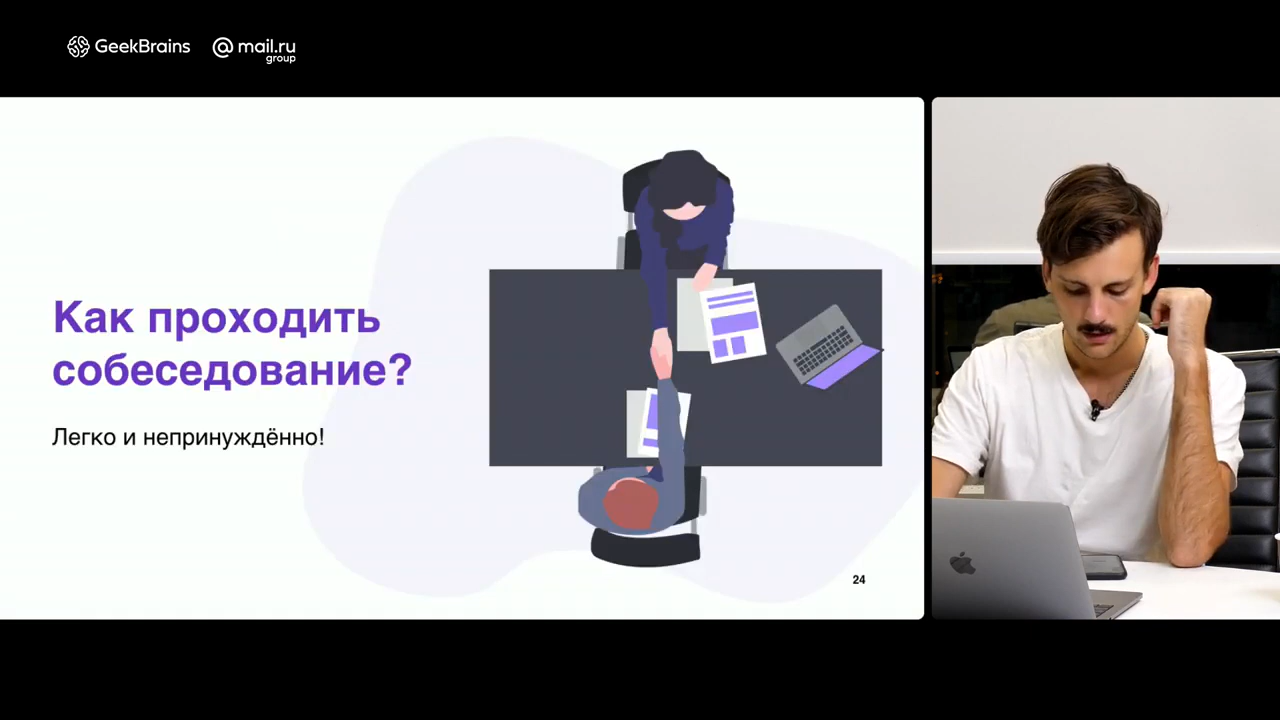 GeekBrains
@mail.ru
group
Как проходить
собеседование?
Легко и непринуждённо!
24